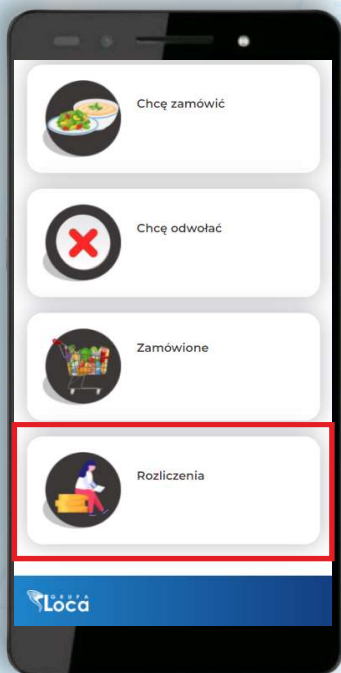 Chcę zamówić
Chcę odwołać
Zamówione
Rozliczenia
GRUPA
Loca